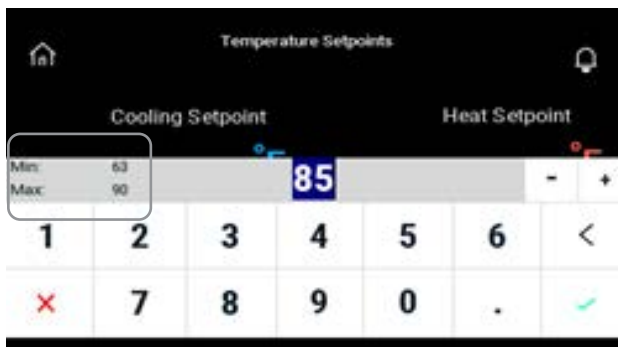 Temperature Setpoints
Cooling Setpoint Heat Setpoint
°F °F
Min: 63
Max: 90
85 - +
1 2 3 4 5 6 <
7 8 9 0 .